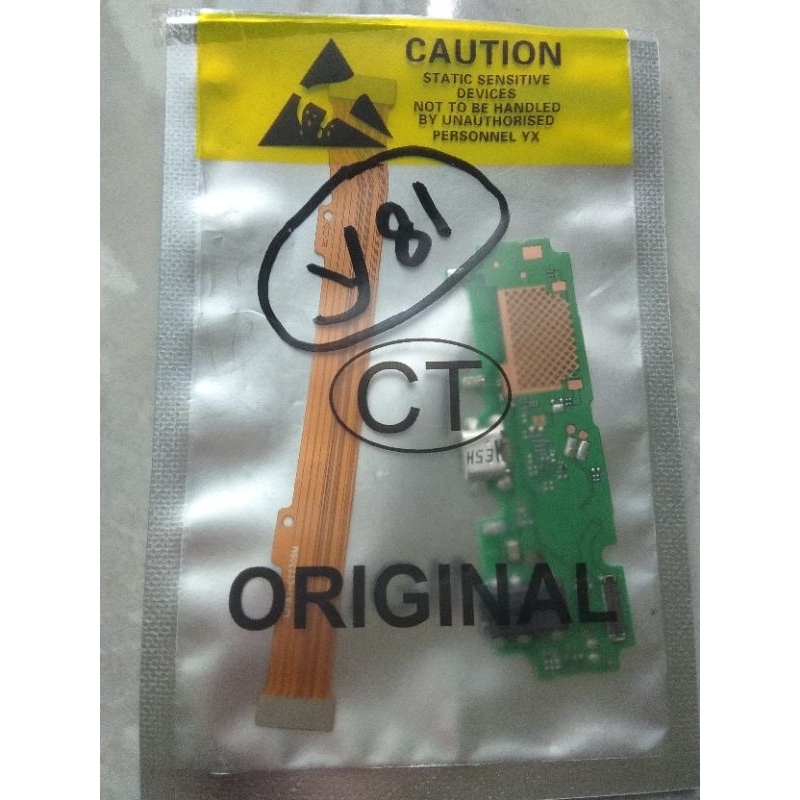 CAUTION
STATIC SENSITIVE
DEVICES
NOT TO BE HANDLED
BY UNAUTHORISED
PERSONNEL YX
Y81
CT
ORIGINAL